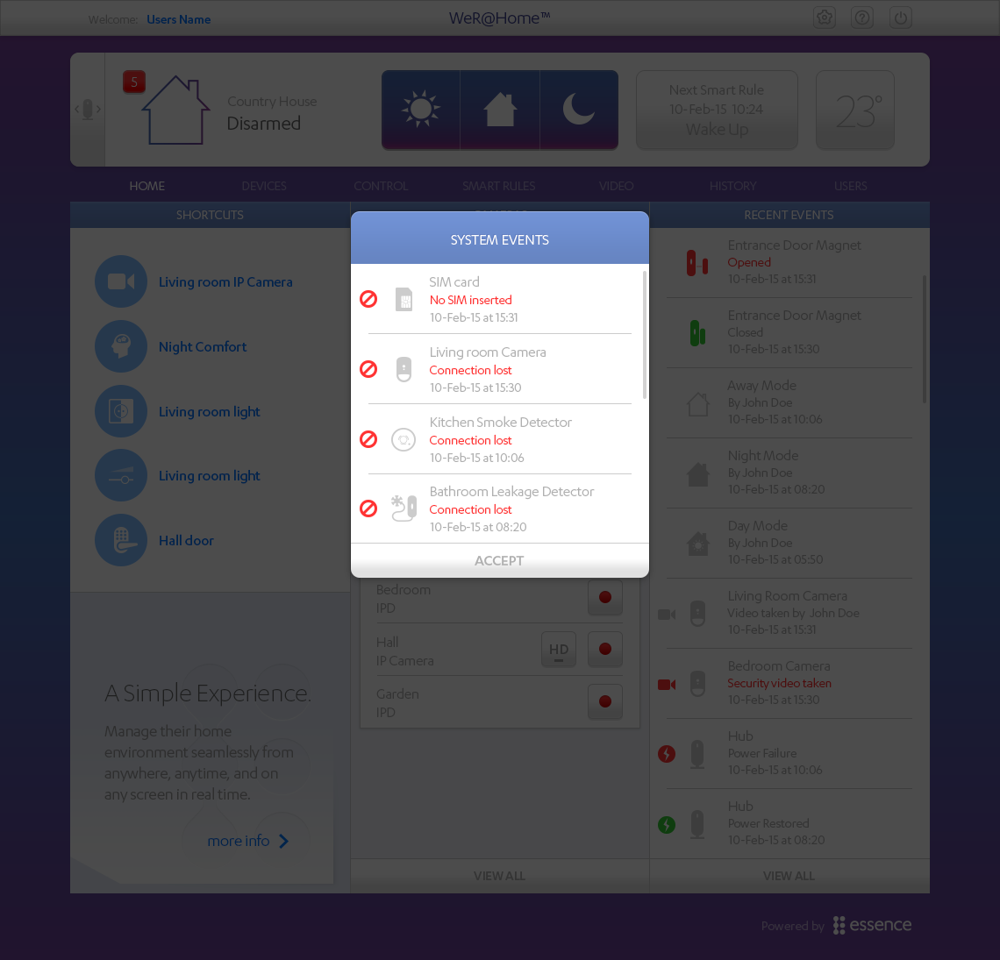 Welcome: Users Name
WeR@Home™
5
Country House
Disarmed
Next Smart Rule
10-Feb-15 10:24
Wake Up
23°
HOME
DEVICES
CONTROL
SMART RULES
VIDEO
HISTORY
USERS
SHORTCUTS
Living room IP Camera
Night Comfort
Living room light
Living room light
Hall door
A Simple Experience.
Manage their home
environment seamlessly from
anywhere, anytime, and on
any screen in real time.
more info
SYSTEM EVENTS
SIM card
No SIM inserted
10-Feb-15 at 15:31
Living room Camera
Connection lost
10-Feb-15 at 15:30
Kitchen Smoke Detector
Connection lost
10-Feb-15 at 10:06
Bathroom Leakage Detector
Connection lost
10-Feb-15 at 08:20
ACCEPT
Bedroom
IPD
Hall
IP Camera
HD
Garden
IPD
VIEW ALL
RECENT EVENTS
Entrance Door Magnet
Opened
10-Feb-15 at 15:31
Entrance Door Magnet
Closed
10-Feb-15 at 15:30
Away Mode
By John Doe
10-Feb-15 at 10:06
Night Mode
By John Doe
10-Feb-15 at 08:20
Day Mode
By John Doe
10-Feb-15 at 05:50
Living Room Camera
Video taken by John Doe
10-Feb-15 at 15:31
Bedroom Camera
Security video taken
10-Feb-15 at 15:30
Hub
Power Failure
10-Feb-15 at 10:06
Hub
Power Restored
10-Feb-15 at 08:20
VIEW ALL
Powered by essence